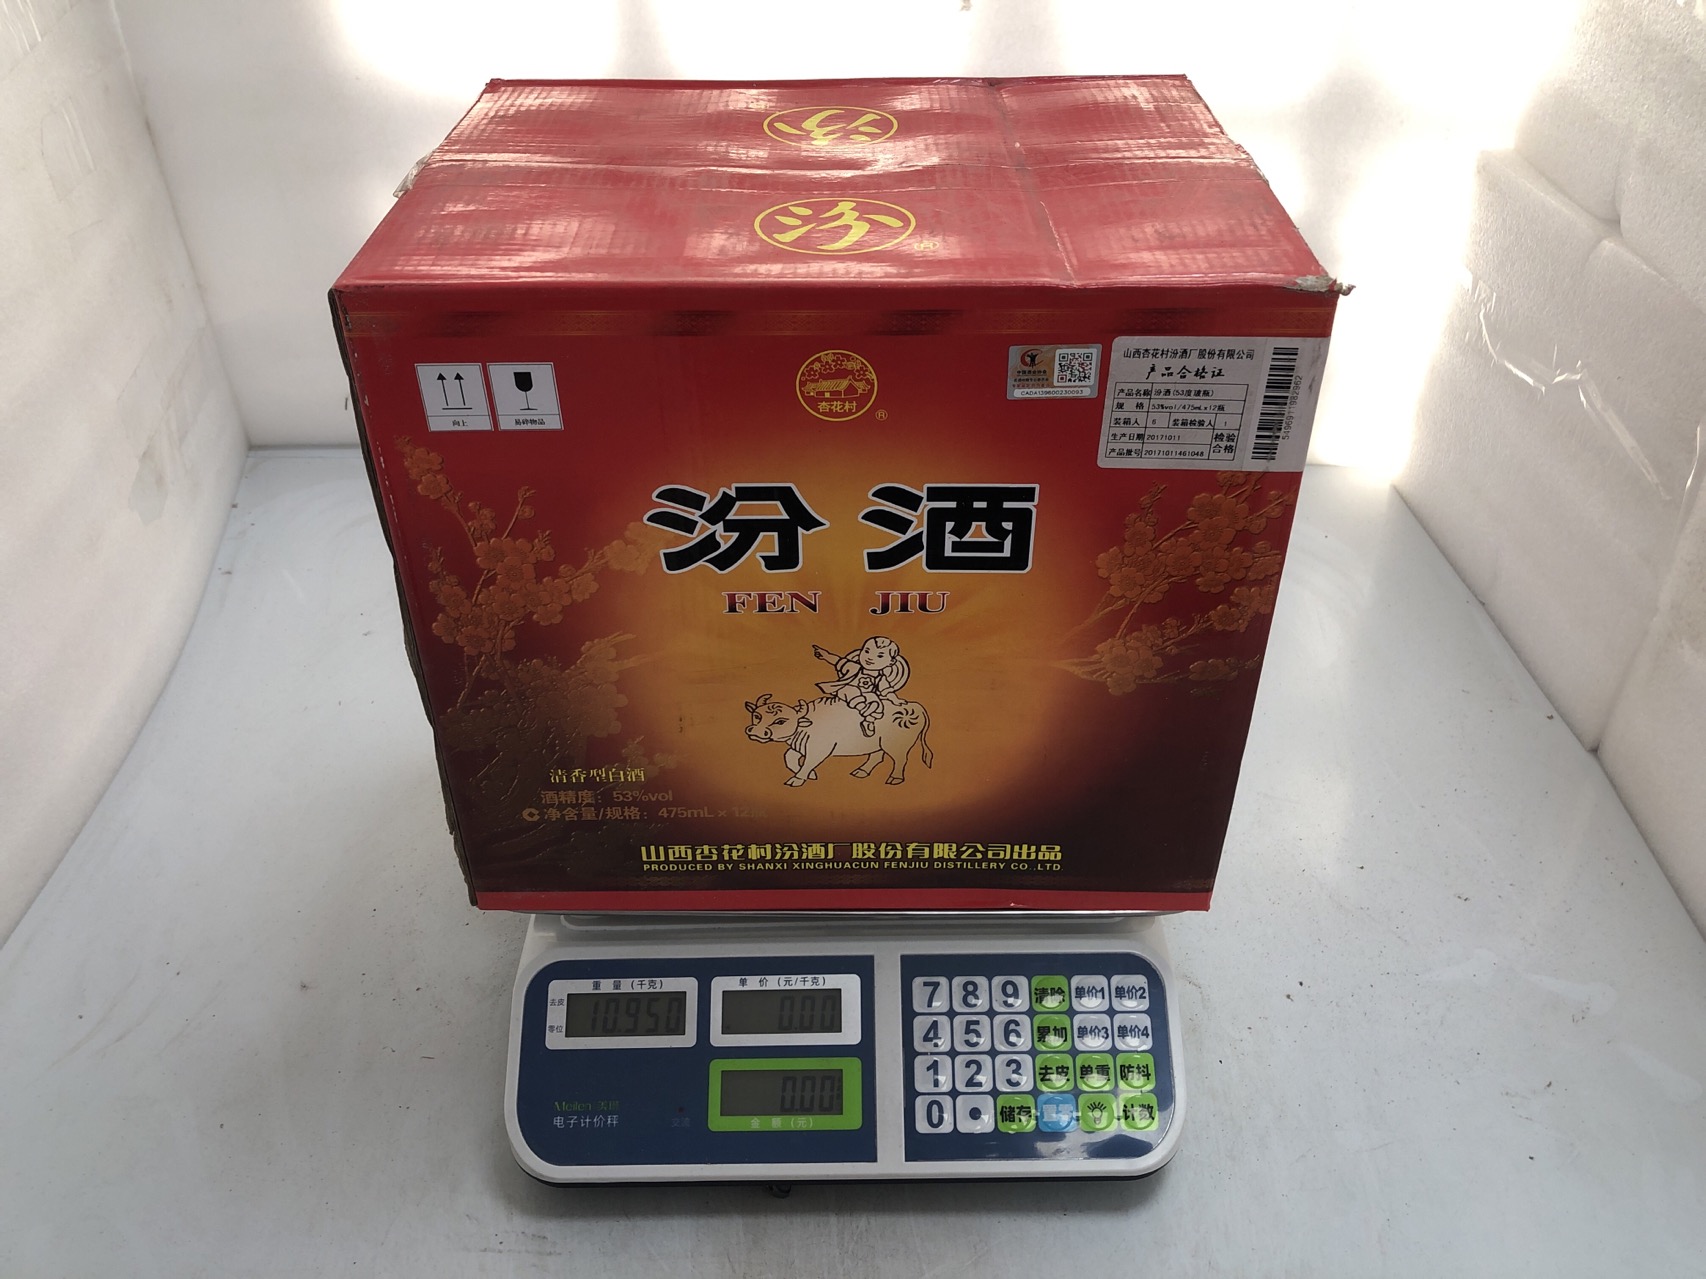 汾
汾
®
向上
易碎物品
杏花村
®
CADA139600230093
山西杏花村汾酒厂股份有限公司
产品合格证
产品名称 汾酒(53度玻瓶)
规 格 53%vol/475mL×12瓶
装箱人 6 装箱检验人 1
生产日期 20171011 检验
产品批号 20171011461048 合格
汾酒
FEN JIU
清香型白酒
酒精度：53%vol
C 净含量/规格：475mL×12
山西杏花村汾酒厂股份有限公司出品
PRODUCED BY SHANXI XINGHUACUN FENJIU DISTILLERY CO.,LTD.
重量（千克）
单 价（元/千克）
去皮
零位
10.950
0.00
0.00
金 额（元）
电子计价秤
7 8 9 清除 单价1 单价2
4 5 6 累加 单价3 单价4
1 2 3 去皮 单重 防抖
0 · 储存 计数